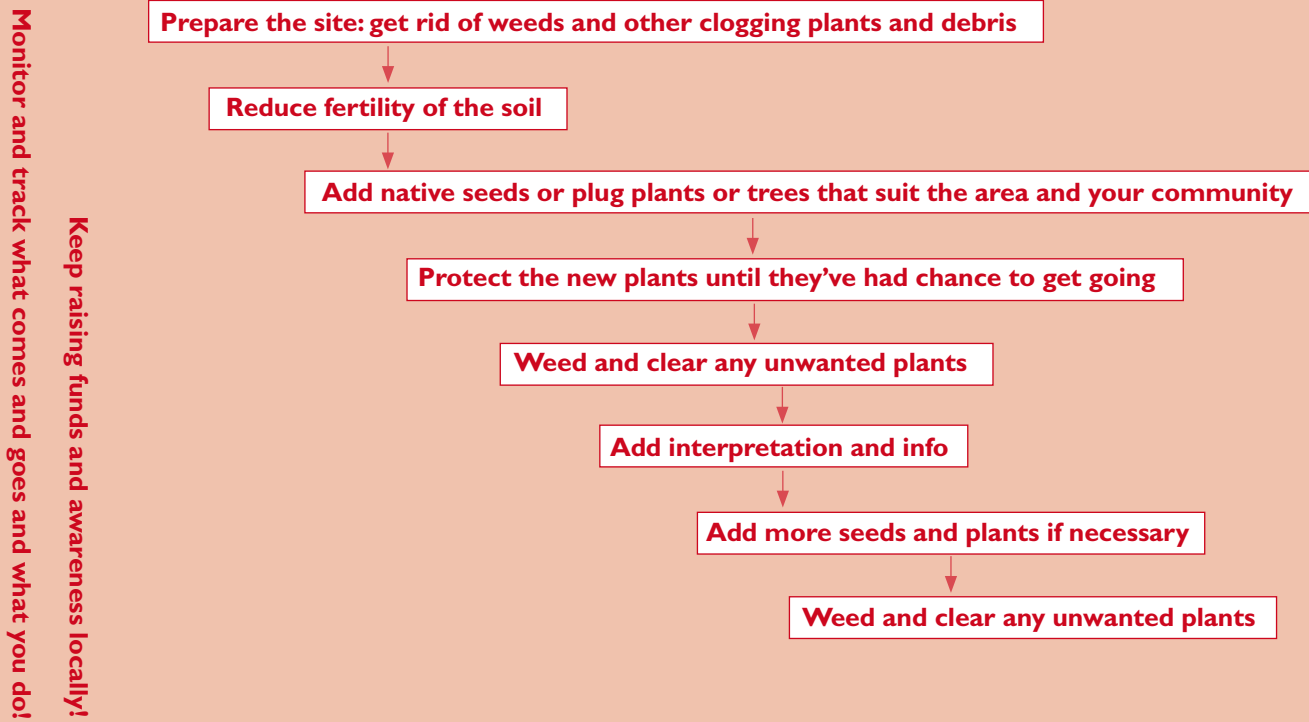 Monitor and track what comes and goes and what you do!
Keep raising funds and awareness locally!
Prepare the site: get rid of weeds and other clogging plants and debris
Reduce fertility of the soil
Add native seeds or plug plants or trees that suit the area and your community
Protect the new plants until they’ve had chance to get going
Weed and clear any unwanted plants
Add interpretation and info
Add more seeds and plants if necessary
Weed and clear any unwanted plants